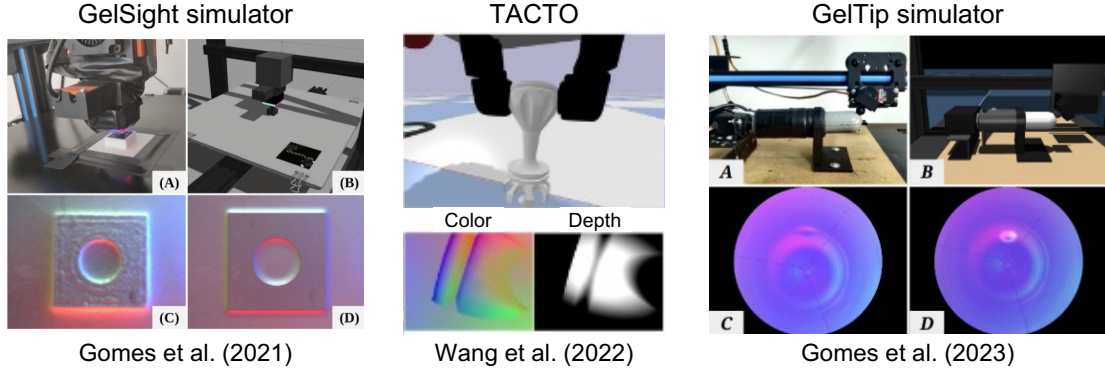 GelSight simulator
TACTO
GelTip simulator
(A)
(B)
(C)
(D)
Color
Depth
A
B
C
D
Gomes et al. (2021)
Wang et al. (2022)
Gomes et al. (2023)